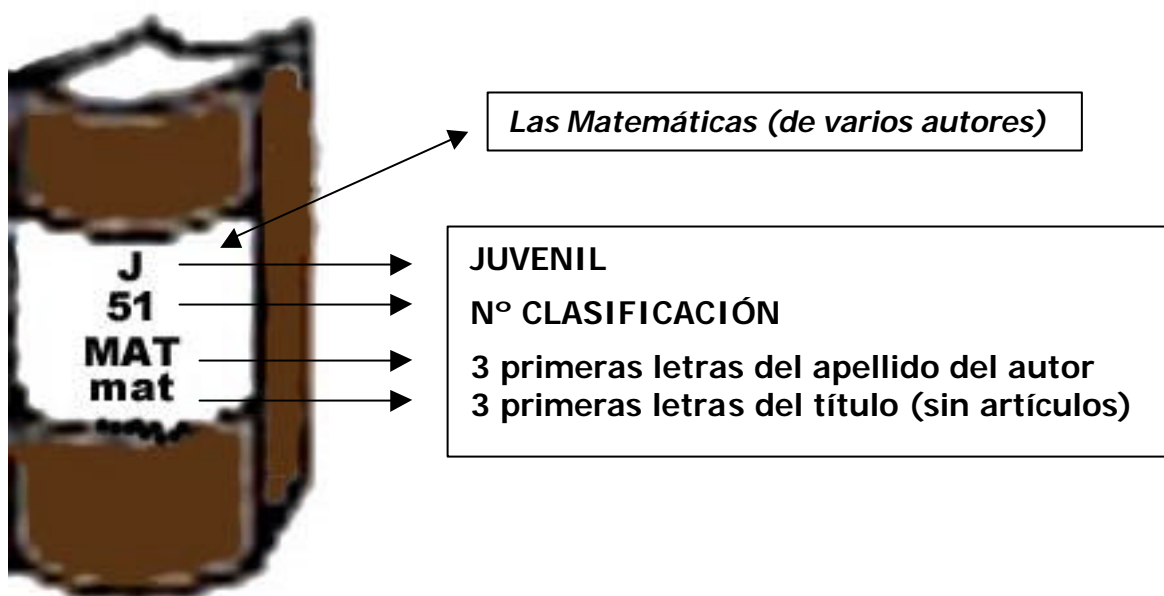 Las Matemáticas (de varios autores)
J
51
MAT
mat
JUVENIL
Nº CLASIFICACIÓN
3 primeras letras del apellido del autor
3 primeras letras del título (sin artículos)